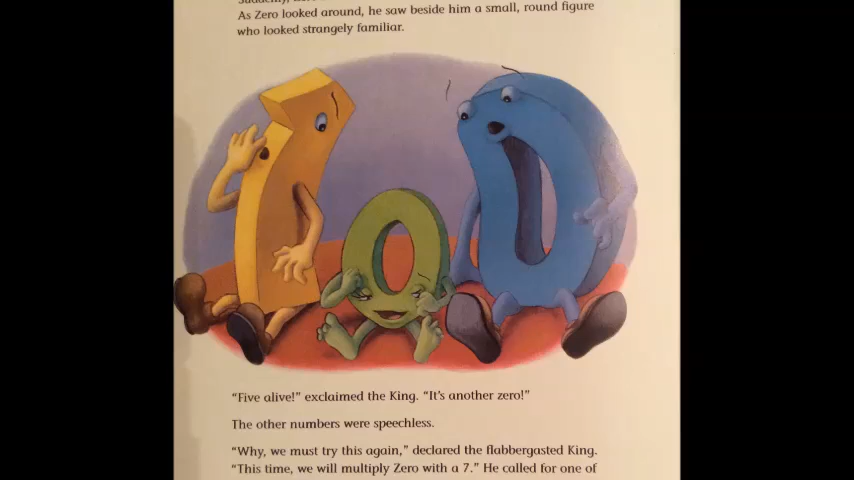 Suddenly,
As Zero looked around, he saw beside him a small, round figure
who looked strangely familiar.
“Five alive!” exclaimed the King. “It’s another zero!”
The other numbers were speechless.
“Why, we must try this again,” declared the flabbergasted King.
“This time, we will multiply Zero with a 7.” He called for one of